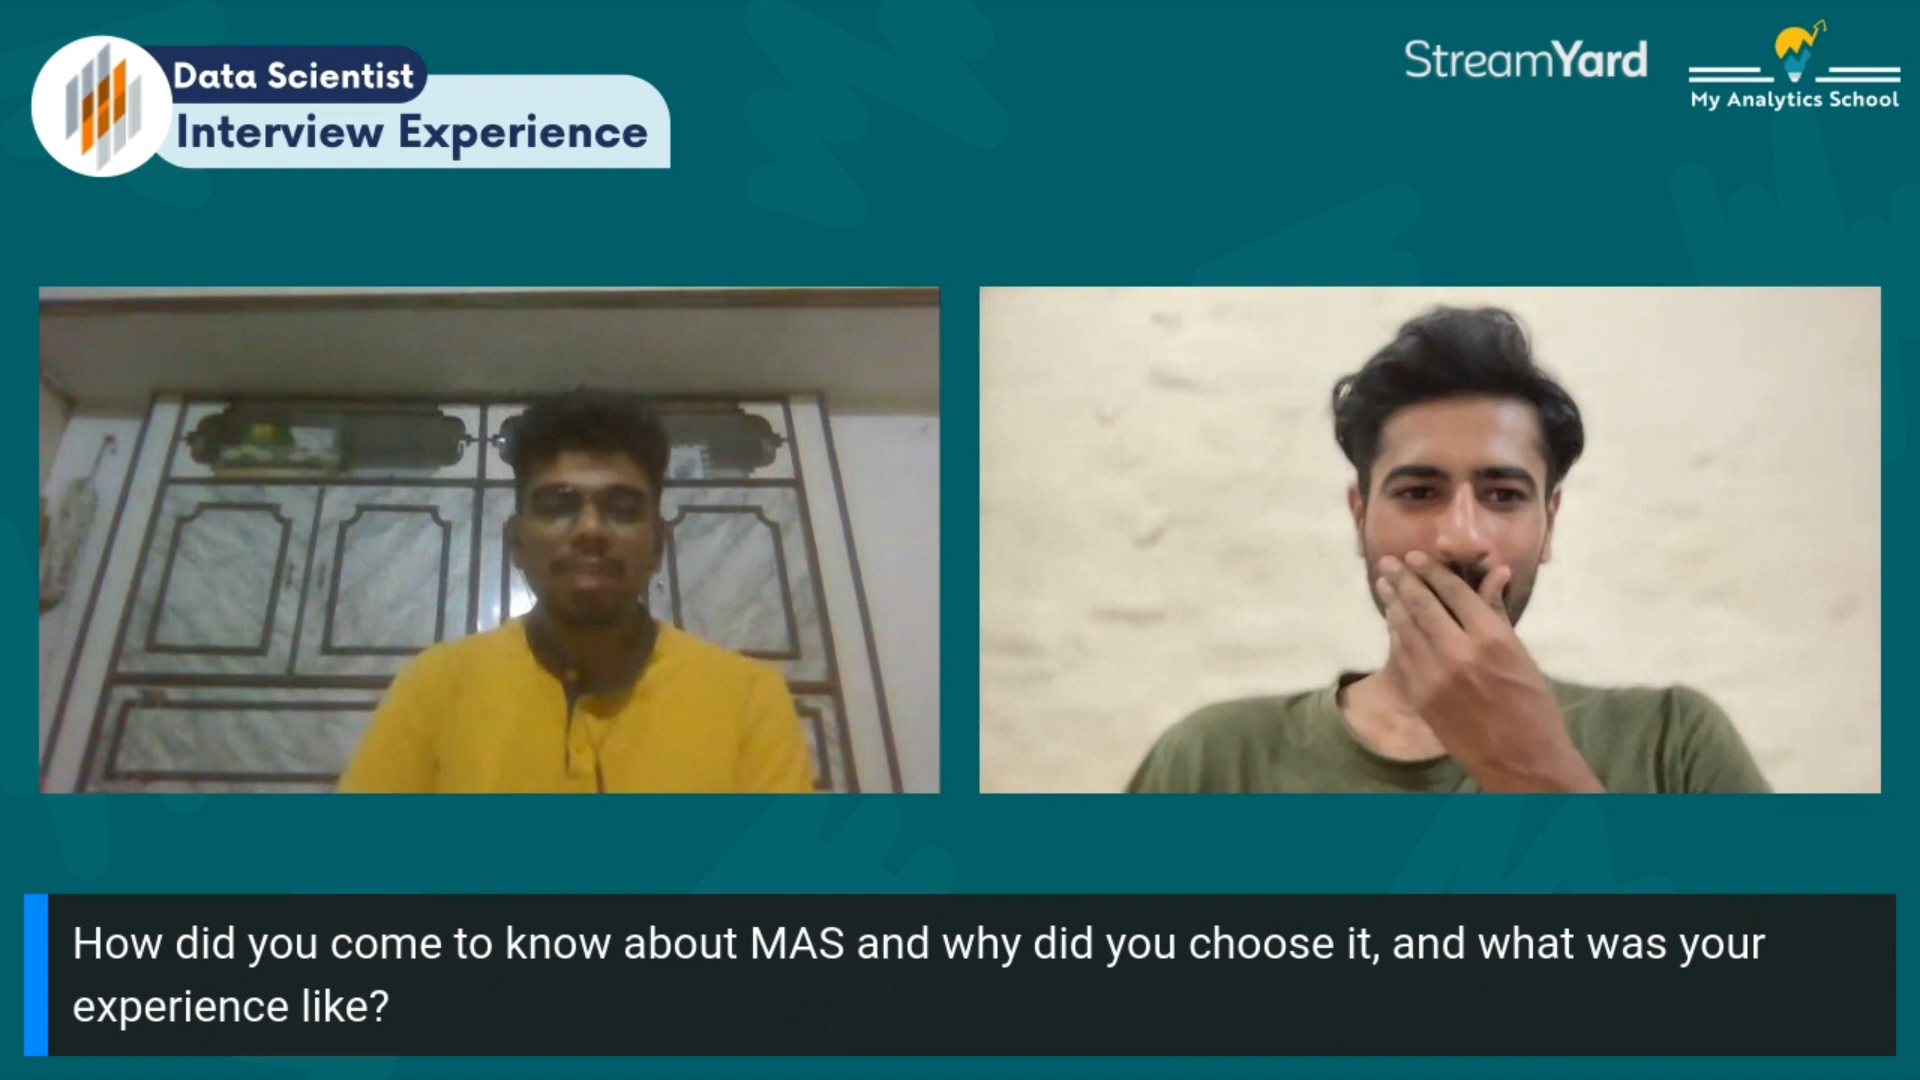 Data Scientist
Interview Experience
StreamYard
My Analytics School
How did you come to know about MAS and why did you choose it, and what was your
experience like?